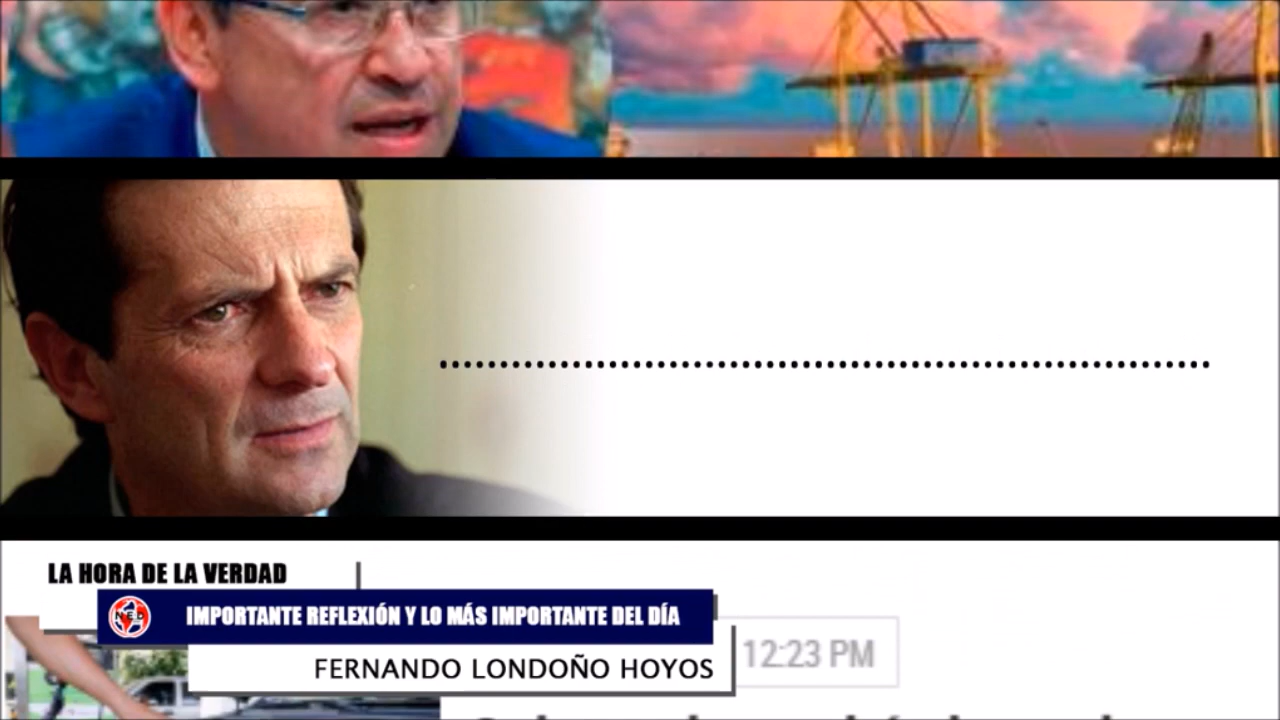 LA HORA DE LA VERDAD
IMPORTANTE REFLEXIÓN Y LO MÁS IMPORTANTE DEL DÍA
FERNANDO LONDOÑO HOYOS
12:23 PM